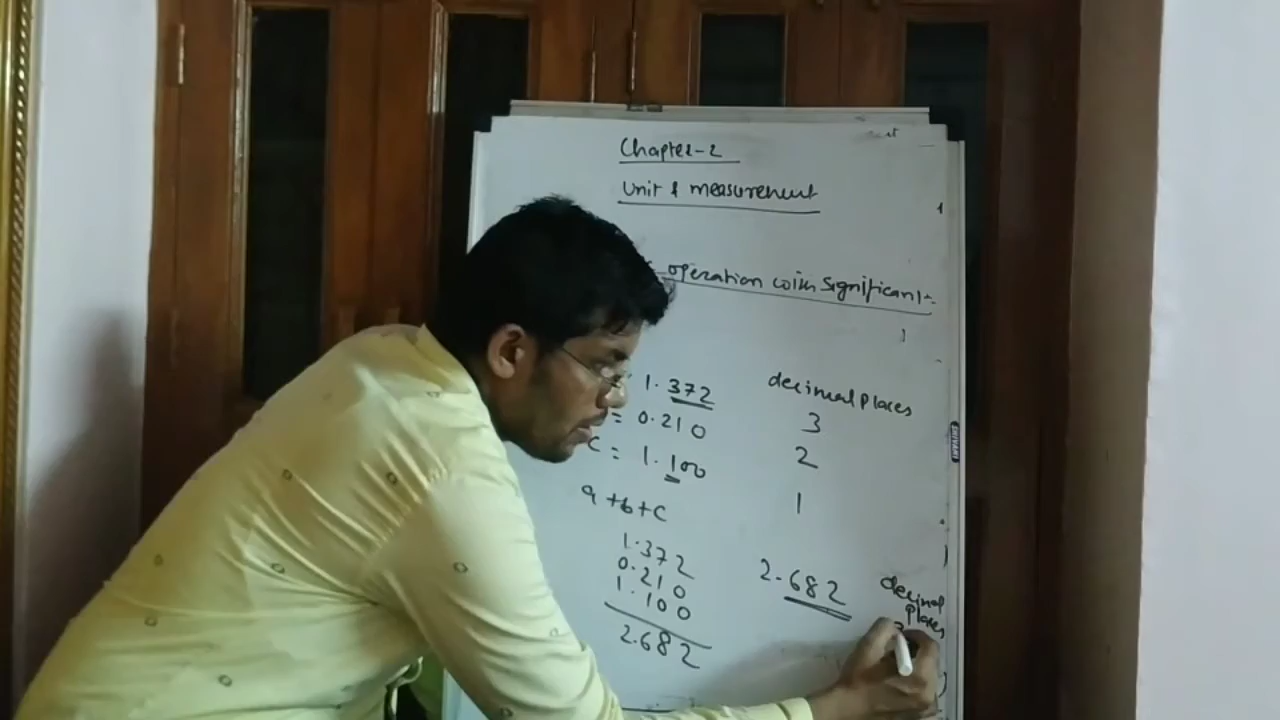 Chapter-2
Unit & measurement
operation with significant
1.372
decimal places
= 0.210
3
C = 1.100
2
a+b+c
1
1.372
0.210
1.100
2.682
2.682
decimal
places